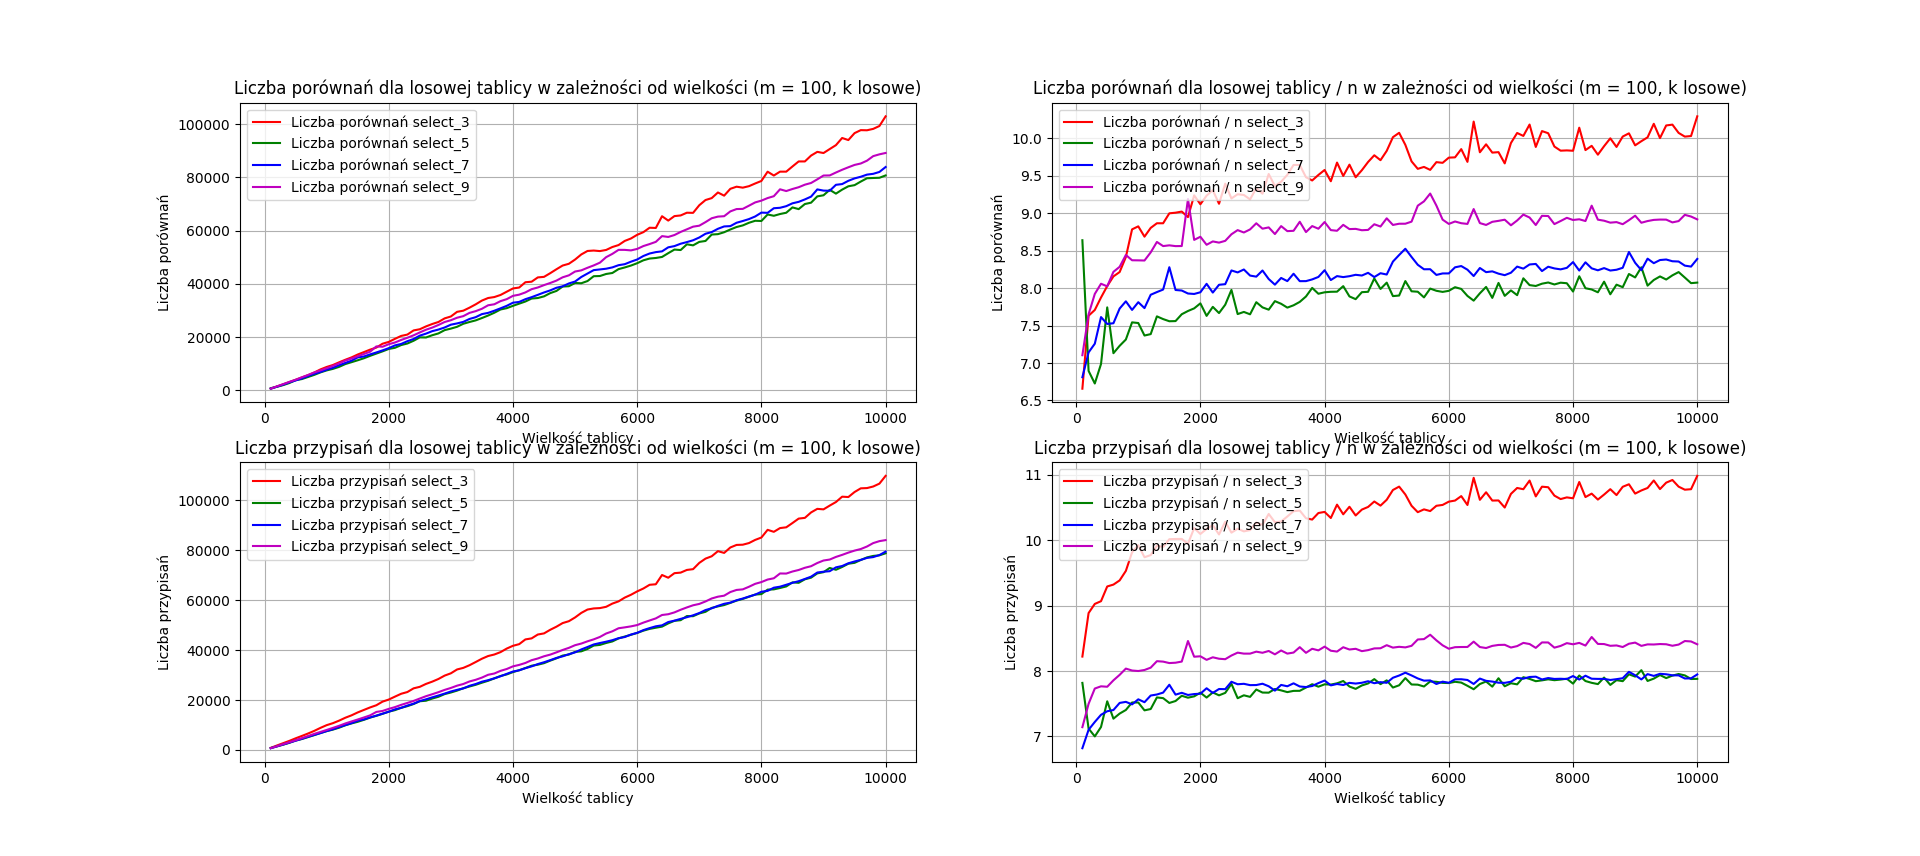 Liczba porównań dla losowej tablicy w zależności od wielkości (m = 100, k losowe)
Liczba porównań
100000
80000
60000
40000
20000
0
Liczba porównań select_3
Liczba porównań select_5
Liczba porównań select_7
Liczba porównań select_9
0 2000 4000 6000 8000 10000
Wielkość tablicy
Liczba porównań dla losowej tablicy / n w zależności od wielkości (m = 100, k losowe)
Liczba porównań
10.0
9.5
9.0
8.5
8.0
7.5
7.0
6.5
Liczba porównań / n select_3
Liczba porównań / n select_5
Liczba porównań / n select_7
Liczba porównań / n select_9
0 2000 4000 6000 8000 10000
Wielkość tablicy
Liczba przypisań dla losowej tablicy w zależności od wielkości (m = 100, k losowe)
Liczba przypisań
100000
80000
60000
40000
20000
0
Liczba przypisań select_3
Liczba przypisań select_5
Liczba przypisań select_7
Liczba przypisań select_9
0 2000 4000 6000 8000 10000
Wielkość tablicy
Liczba przypisań dla losowej tablicy / n w zależności od wielkości (m = 100, k losowe)
Liczba przypisań
11
10
9
8
7
Liczba przypisań / n select_3
Liczba przypisań / n select_5
Liczba przypisań / n select_7
Liczba przypisań / n select_9
0 2000 4000 6000 8000 10000
Wielkość tablicy